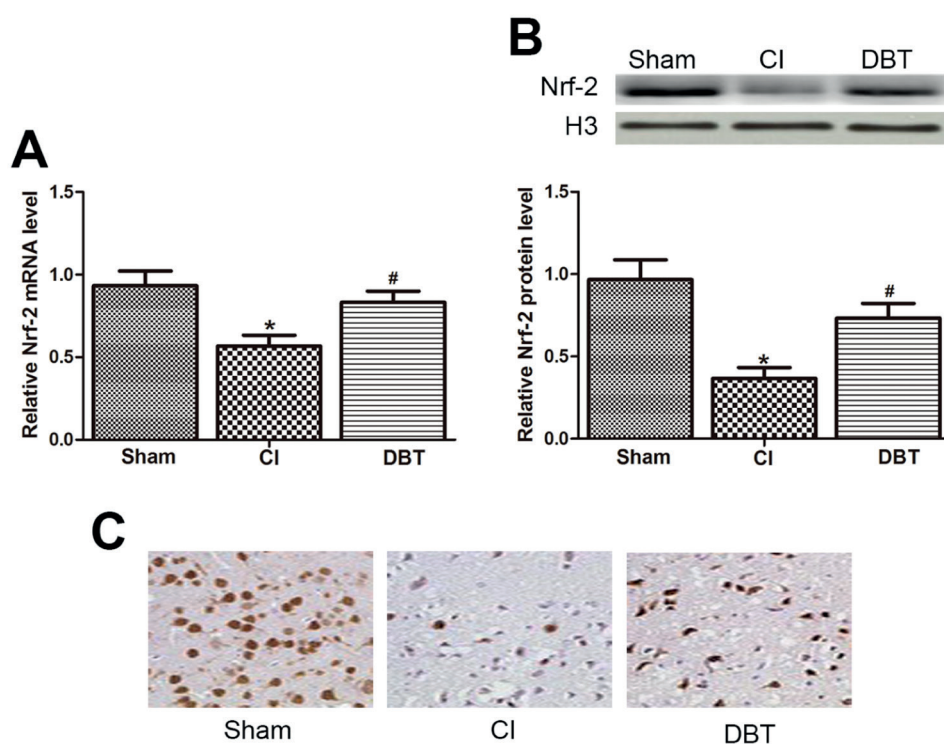 A
Relative Nrf-2 mRNA level
1.5
1.0
0.5
0.0
*
#
Sham CI DBT
B
Sham CI DBT
Nrf-2
H3
Relative Nrf-2 protein level
1.5
1.0
0.5
0.0
*
#
Sham CI DBT
C
Sham CI DBT